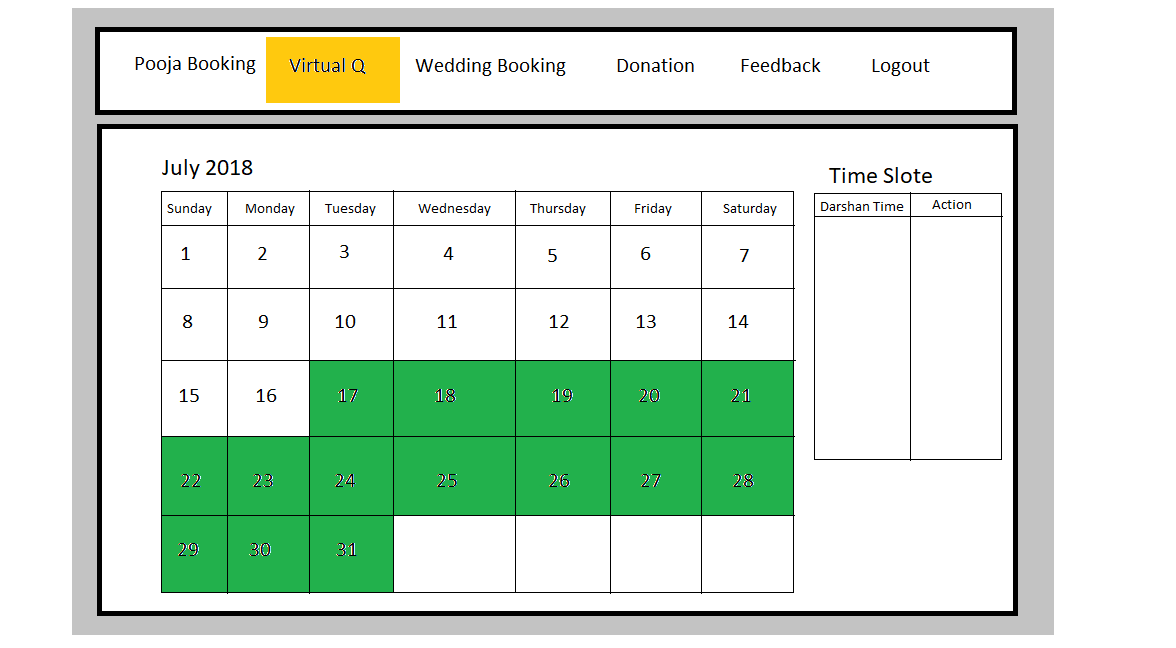 Pooja Booking Virtual Q Wedding Booking Donation Feedback Logout
July 2018
Sunday Monday Tuesday Wednesday Thursday Friday Saturday
1 2 3 4 5 6 7
8 9 10 11 12 13 14
15 16 17 18 19 20 21
22 23 24 25 26 27 28
29 30 31
Time Slote
Darshan Time Action